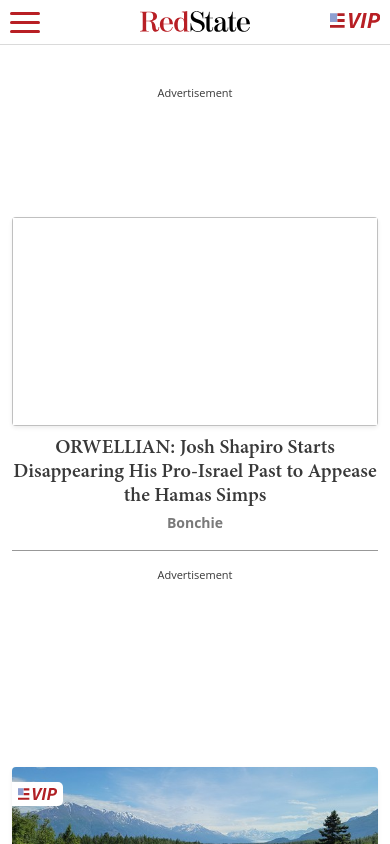 RedState
VIP
Advertisement
ORWELLIAN: Josh Shapiro Starts
Disappearing His Pro-Israel Past to Appease
the Hamas Simps
Bonchie
Advertisement
VIP